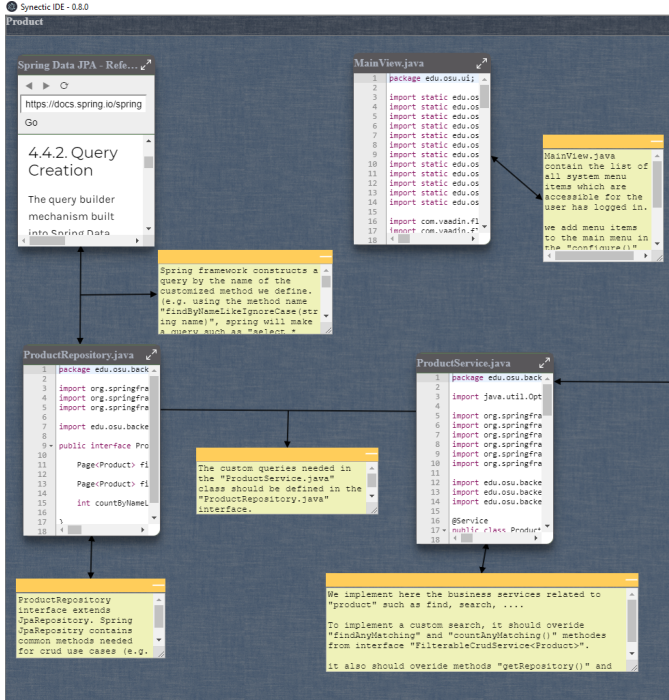 Synectic IDE - 0.8.0
Product
Spring Data JPA - Refe...
https://docs.spring.io/spring
Go
4.4.2. Query
Creation
The query builder
mechanism built
into Spring Data
MainView.java
1 package edu.osu.ui;
2
3 import static edu.os
4 import static edu.os
5 import static edu.os
6 import static edu.os
7 import static edu.os
8 import static edu.os
9 import static edu.os
10 import static edu.os
11 import static edu.os
12 import static edu.os
13 import static edu.os
14 import static edu.os
15
16 import com.vaadin.fl
17 import com.vaadin.f
18
MainView.java
contain the list of
all system menu
items which are
accessible for the
user has logged in.
we add menu items
to the main menu in
the "configure()"
Spring framework constructs a
query by the name of the
customized method we define.
(e.g. using the method name
"findByNameLikeIgnoreCase(str
ing name)", spring will make
a query such as "select *
ProductRepository.java
1 package edu.osu.back
2
3 import org.springfra
4 import org.springfra
5 import org.springfra
6
7 import edu.osu.backe
8
9 public interface Pro
10
11 Page<Product> fi
12
13 Page<Product> fi
14
15 int countByNameL
16
17 }
18
ProductService.java
1 package edu.osu.back
2
3 import java.util.Opt
4
5 import org.springfra
6 import org.springfra
7 import org.springfra
8 import org.springfra
9 import org.springfra
10 import org.springfra
11
12 import edu.osu.backe
13 import edu.osu.backe
14 import edu.osu.backe
15
16 @Service
17 public class Product
18
The custom queries needed in
the "ProductService.java"
class should be defined in the
"ProductRepository.java"
interface.
ProductRepository
interface extends
JpaRepository. Spring
JpaRepositry contains
common methods needed
for crud use cases (e.g.
We implement here the business services related to
"product" such as find, search, ....
To implement a custom search, it should overide
"findAnyMatching" and "countAnyMatching()" methodes
from interface "FilterableCrudService<Product>".
it also should overide methods "getRepository()" and